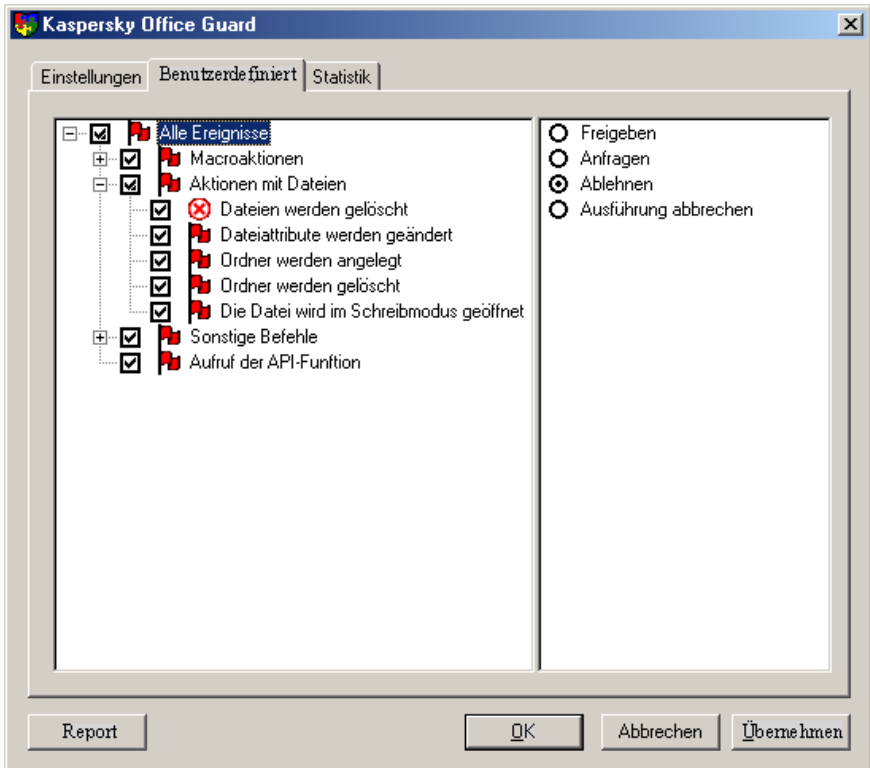 Kaspersky Office Guard
Einstellungen
Benutzerdefiniert
Statistik
Alle Ereignisse
Macroaktionen
Aktionen mit Dateien
Dateien werden gelöscht
Dateiattribute werden geändert
Ordner werden angelegt
Ordner werden gelöscht
Die Datei wird im Schreibmodus geöffnet
Sonstige Befehle
Aufruf der API-Funftion
Freigeben
Anfragen
Ablehnen
Ausführung abbrechen
Report
OK
Abbrechen
Übernehmen